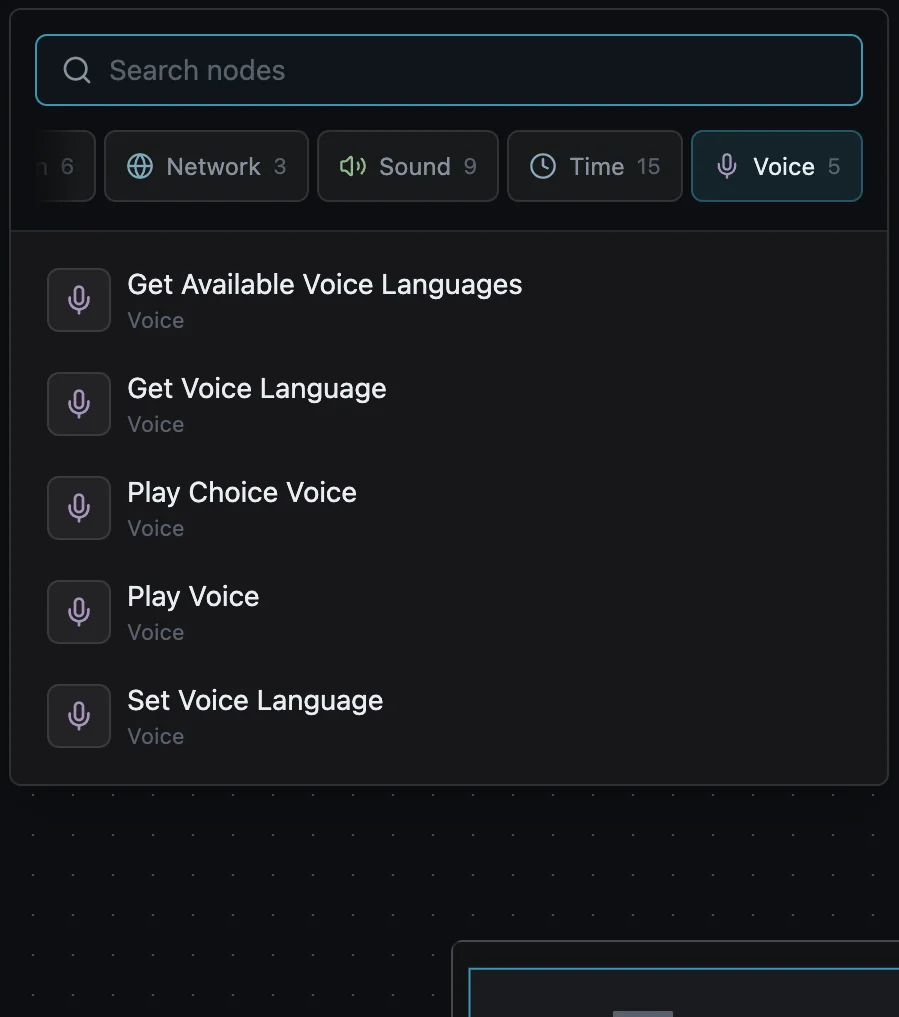 Search nodes
6
Network 3
Sound 9
Time 15
Voice 5
Get Available Voice Languages
Voice
Get Voice Language
Voice
Play Choice Voice
Voice
Play Voice
Voice
Set Voice Language
Voice